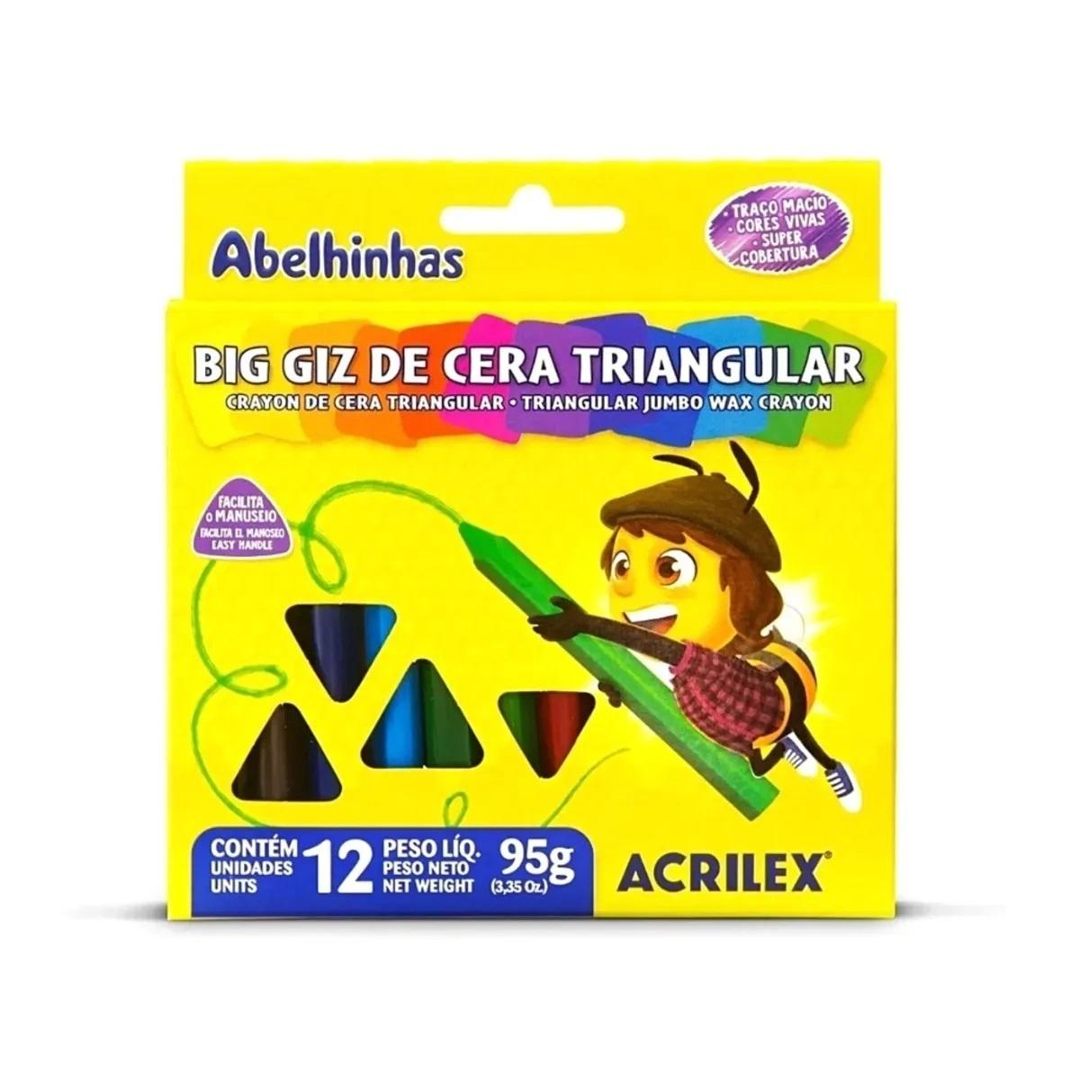 Abelhinhas
• TRAÇO MACIO
• CORES VIVAS
• SUPER
COBERTURA
BIG GIZ DE CERA TRIANGULAR
CRAYON DE CERA TRIANGULAR • TRIANGULAR JUMBO WAX CRAYON
FACILITA
O MANUSEIO
FACILITA EL MANOSEO
EASY HANDLE
CONTÉM
UNIDADES
UNITS
12
PESO LÍQ.
PESO NETO
NET WEIGHT
95g
(3,35 Oz.)
ACRILEX®